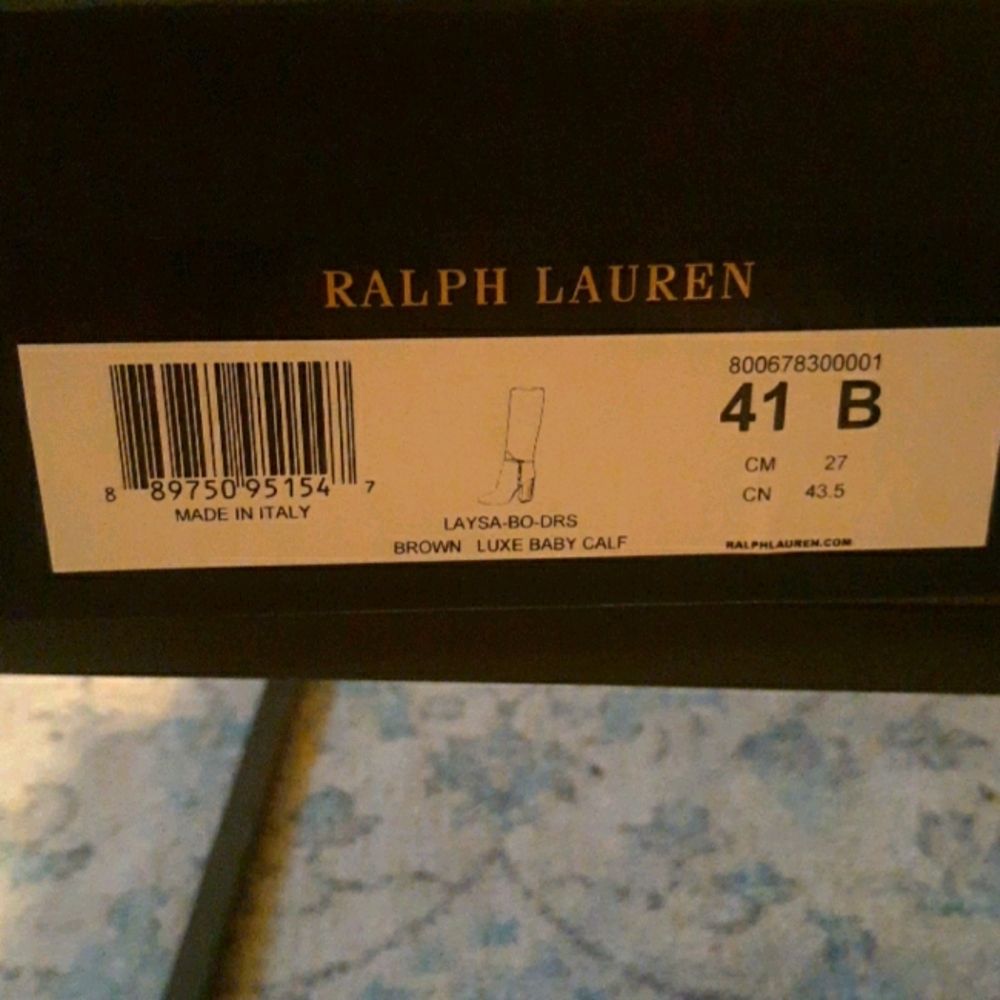 RALPH LAUREN
8 89750 95154 7
MADE IN ITALY
LAYSA-BO-DRS
BROWN LUXE BABY CALF
800678300001
41 B
CM 27
CN 43.5
RALPHLAUREN.COM